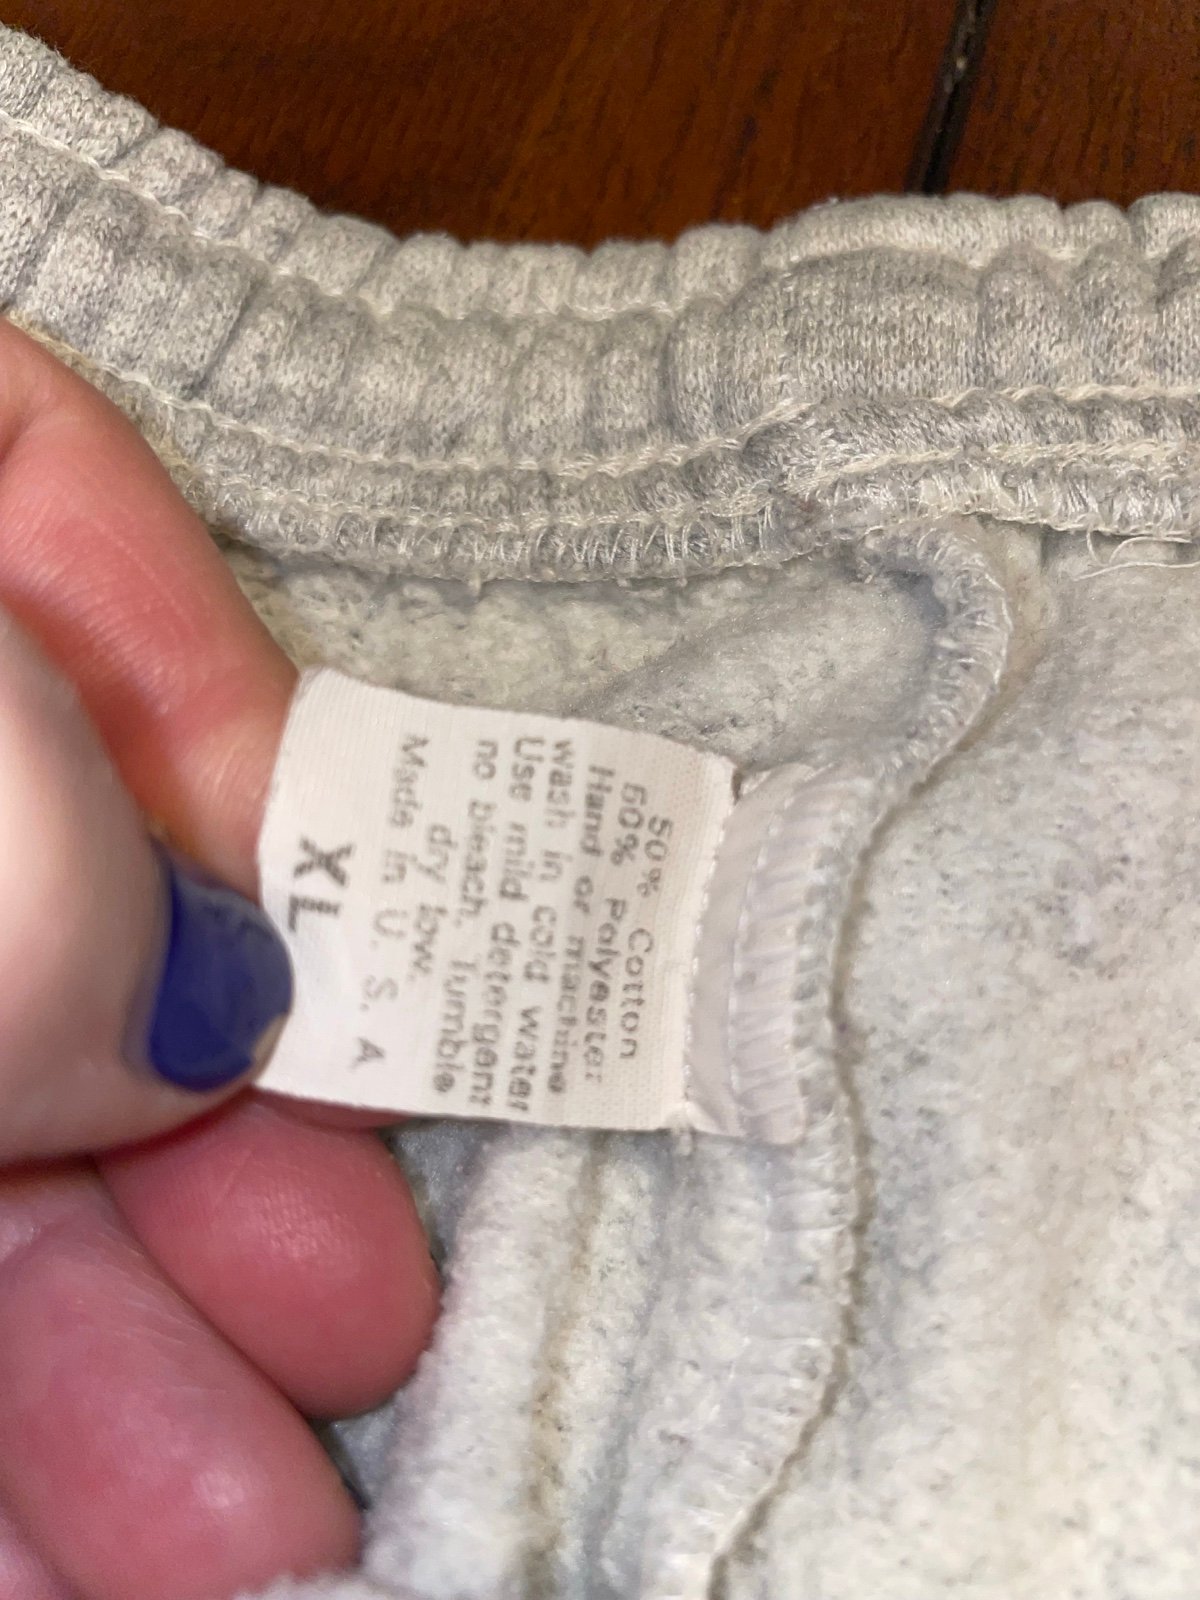 50% Cotton
50% Polyester
Hand or machine
wash in cold water
Use mild detergent
no bleach. Tumble
dry low.
Made in U. S. A
XL